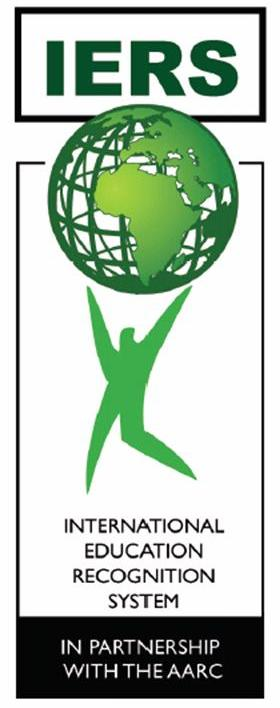 IERS
INTERNATIONAL
EDUCATION
RECOGNITION
SYSTEM
IN PARTNERSHIP
WITH THE AARC